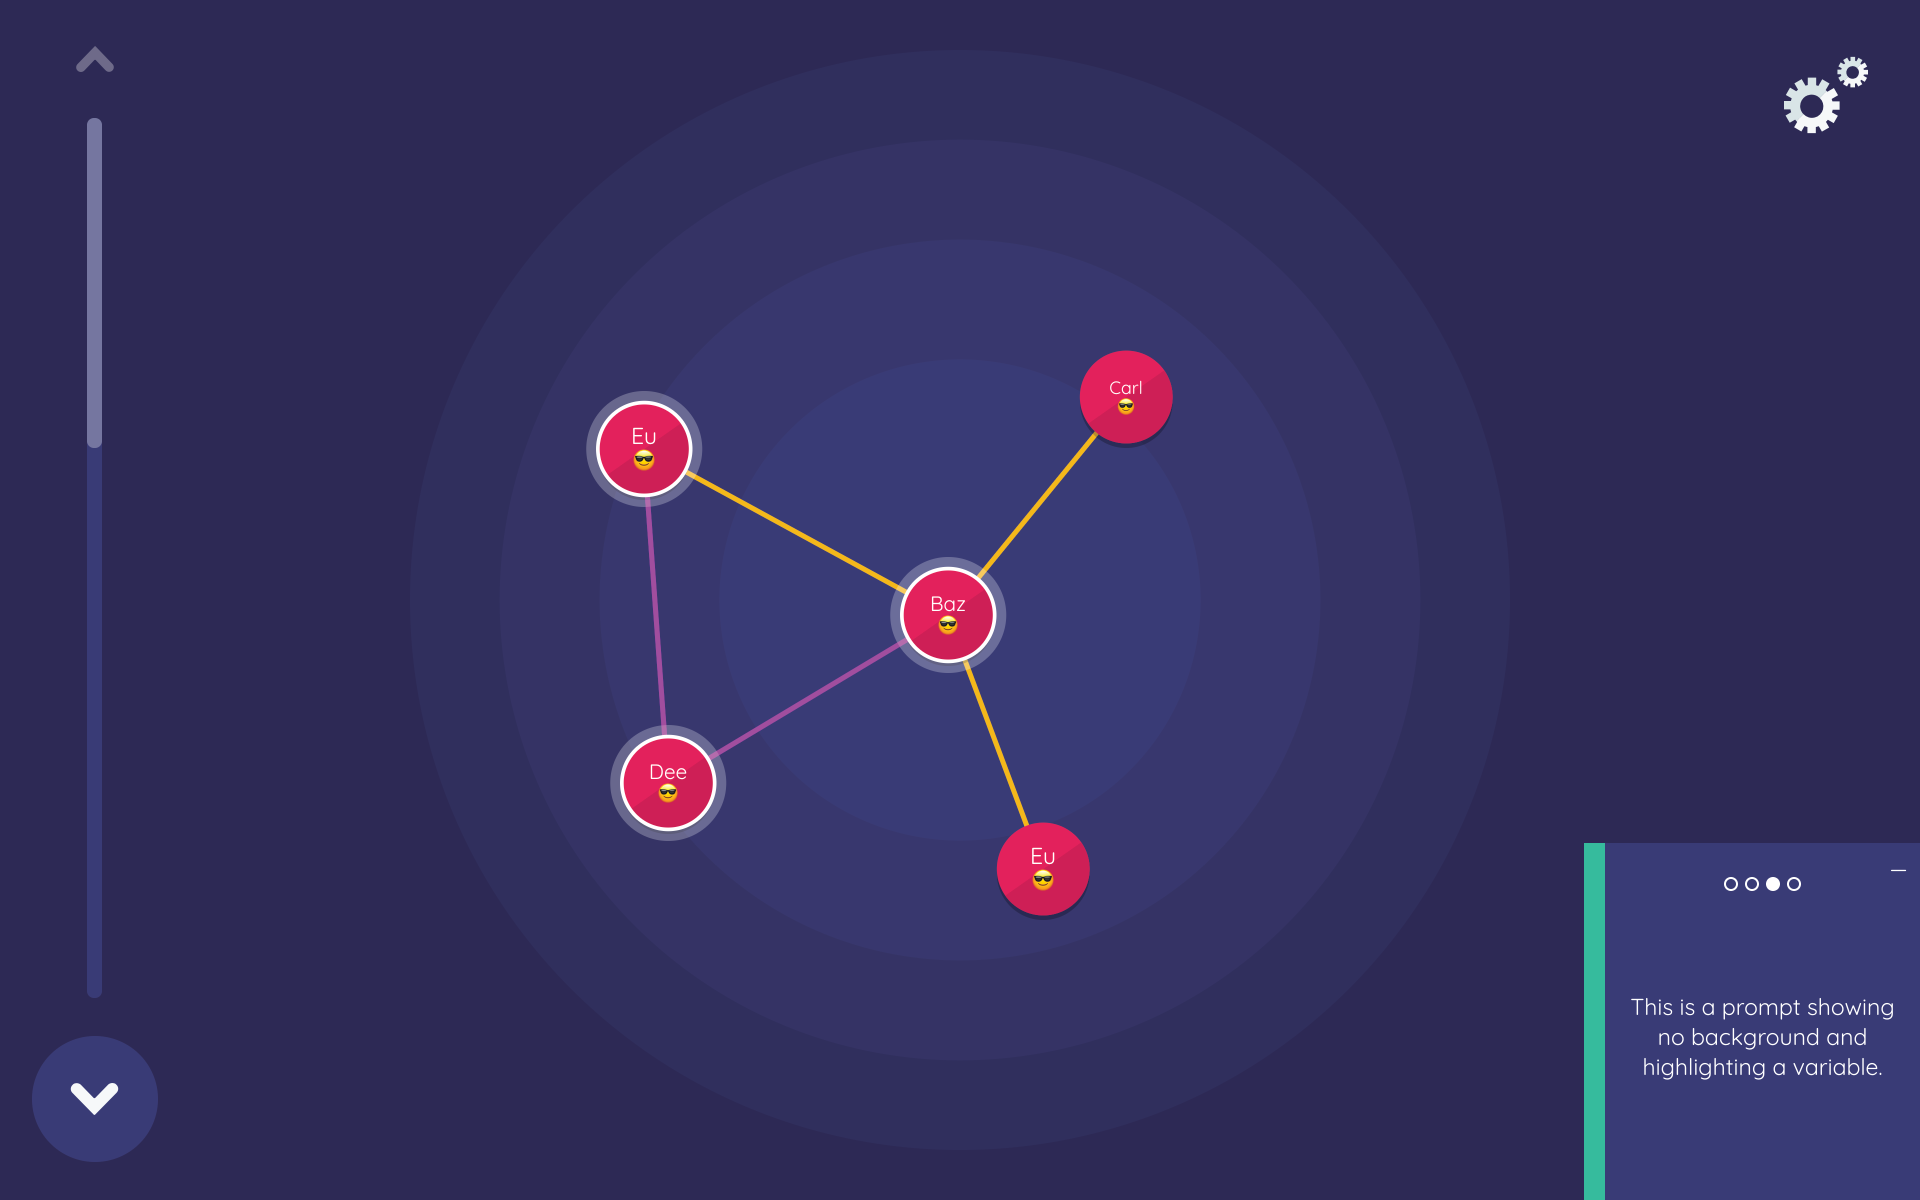 Carl
Eu
Baz
Dee
Eu
This is a prompt showing
no background and
highlighting a variable.